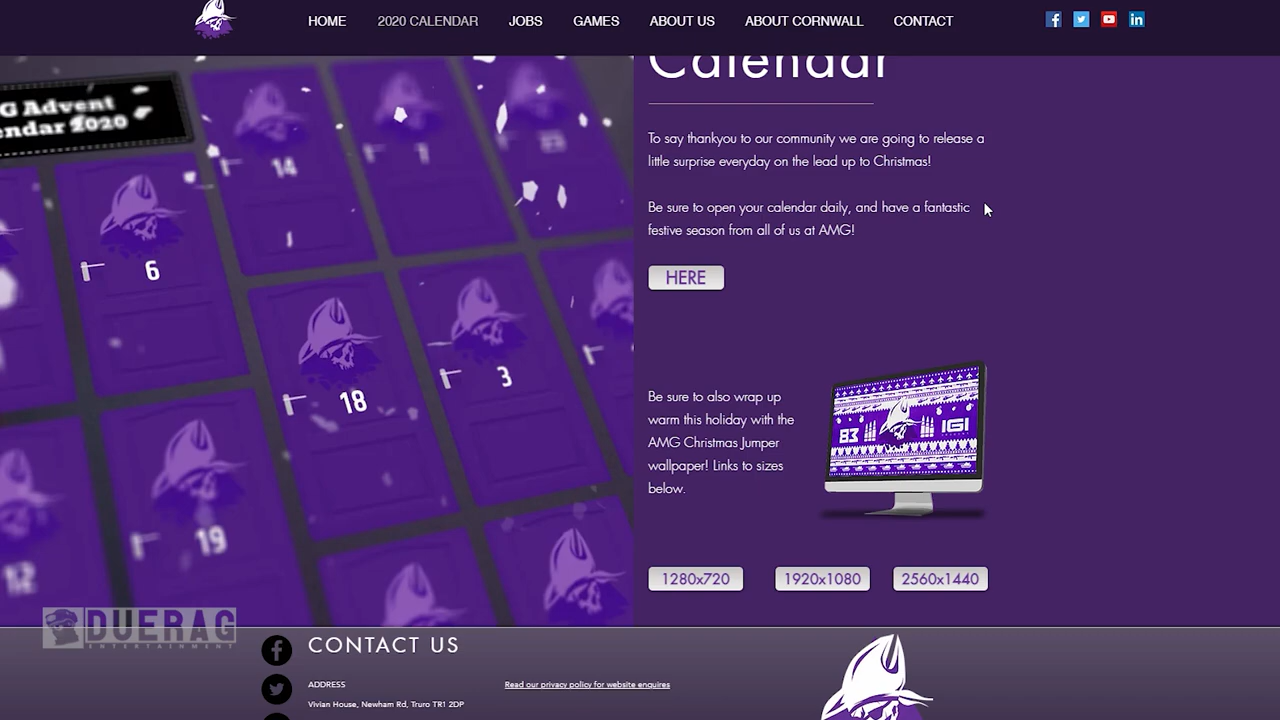 HOME 2020 CALENDAR JOBS GAMES ABOUT US ABOUT CORNWALL CONTACT
Calendar
G Advent
endar 2020
To say thankyou to our community we are going to release a
little surprise everyday on the lead up to Christmas!
Be sure to open your calendar daily, and have a fantastic
festive season from all of us at AMG!
HERE
14
1
6
18
3
19
12
Be sure to also wrap up
warm this holiday with the
AMG Christmas Jumper
wallpaper! Links to sizes
below.
83 IGI
1280x720 1920x1080 2560x1440
DUERAG
ENTERTAINMENT
CONTACT US
ADDRESS
Read our privacy policy for website enquires
Vivian House, Newham Rd, Truro TR1 2DP